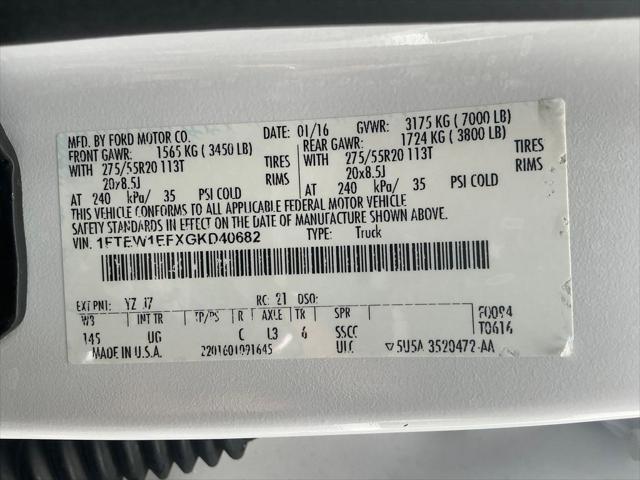 MFD. BY FORD MOTOR CO. DATE: 01/16 GVWR: 3175 KG ( 7000 LB)
FRONT GAWR: 1565 KG ( 3450 LB) REAR GAWR: 1724 KG ( 3800 LB)
WITH 275/55R20 113T TIRES WITH 275/55R20 113T TIRES
20x8.5J RIMS 20x8.5J RIMS
AT 240 kPa/ 35 PSI COLD AT 240 kPa/ 35 PSI COLD
THIS VEHICLE CONFORMS TO ALL APPLICABLE FEDERAL MOTOR VEHICLE
SAFETY STANDARDS IN EFFECT ON THE DATE OF MANUFACTURE SHOWN ABOVE.
VIN: 1FTEW1EFXGKD40682 TYPE: Truck
EXT PNT: YZ 17 RC: 21 DSO:
WB INT TR TP/PS R AXLE TR SPR F0094
145 UG C L3 6 SSCC T0616
MADE IN U.S.A. 2201601091645 ULC ▽5U5A 3520472-AA